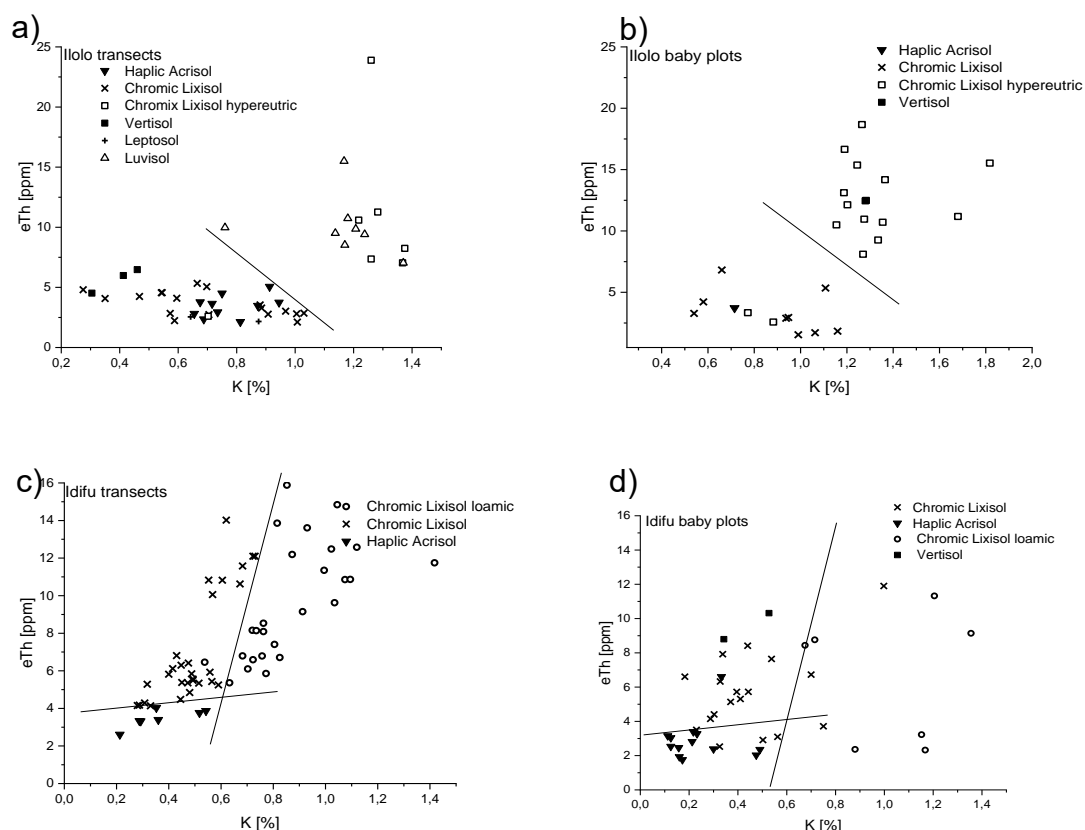 a)
Ilolo transects
Haplic Acrisol
Chromic Lixisol
Chromix Lixisol hypereutric
Vertisol
Leptosol
Luvisol
25
20
15
10
5
0
eTh [ppm]
0,2 0,4 0,6 0,8 1,0 1,2 1,4
K [%]
b)
Ilolo baby plots
Haplic Acrisol
Chromic Lixisol
Chromic Lixisol hypereutric
Vertisol
25
20
15
10
5
0
eTh [ppm]
0,4 0,6 0,8 1,0 1,2 1,4 1,6 1,8 2,0
K [%]
c)
Idifu transects
Chromic Lixisol loamic
Chromic Lixisol
Haplic Acrisol
16
14
12
10
8
6
4
2
0
eTh [ppm]
0,0 0,2 0,4 0,6 0,8 1,0 1,2 1,4
K [%]
d)
Idifu baby plots
Chromic Lixisol
Haplic Acrisol
Chromic Lixisol loamic
Vertisol
16
14
12
10
8
6
4
2
0
eTh [ppm]
0,0 0,2 0,4 0,6 0,8 1,0 1,2 1,4
K [%]